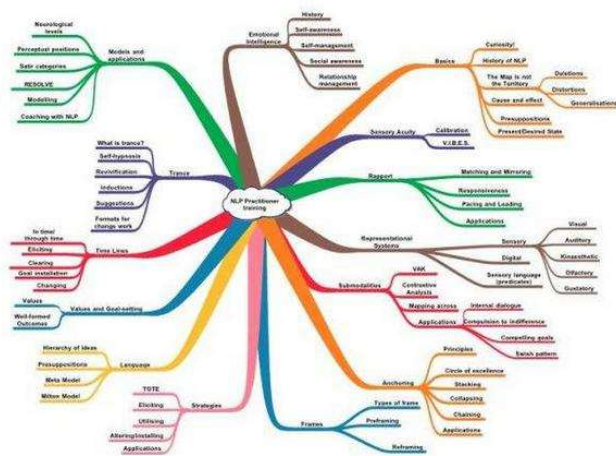 NLP Practitioner
training
Emotional
Intelligence
History
Self-awareness
Self-management
Social awareness
Relationship
management
Basics
Curiosity!
History of NLP
The Map is not
the Territory
Deletions
Distortions
Generalisations
Cause and effect
Presuppositions
Present/Desired State
Sensory Acuity
Calibration
V.I.B.E.S.
Rapport
Matching and Mirroring
Responsiveness
Pacing and Leading
Applications
Representational
Systems
Sensory
Visual
Auditory
Kinaesthetic
Olfactory
Gustatory
Digital
Sensory language
(predicates)
Submodalities
VAK
Contrastive
Analysis
Mapping across
Applications
Internal dialogue
Compulsion to indifference
Compelling goals
Swish pattern
Anchoring
Principles
Circle of excellence
Stacking
Collapsing
Chaining
Applications
Frames
Types of frame
Preframing
Reframing
Strategies
TOTE
Eliciting
Utilising
Altering/installing
Applications
Language
Hierarchy of ideas
Presuppositions
Meta Model
Milton Model
Values and Goal-setting
Values
Well-formed
Outcomes
Time Lines
In time/
through time
Eliciting
Clearing
Goal installation
Changing
Trance
What is trance?
Self-hypnosis
Revivification
Inductions
Suggestions
Formats for
change work
Models and
applications
Neurological
levels
Perceptual positions
Satir categories
RESOLVE
Modelling
Coaching with NLP